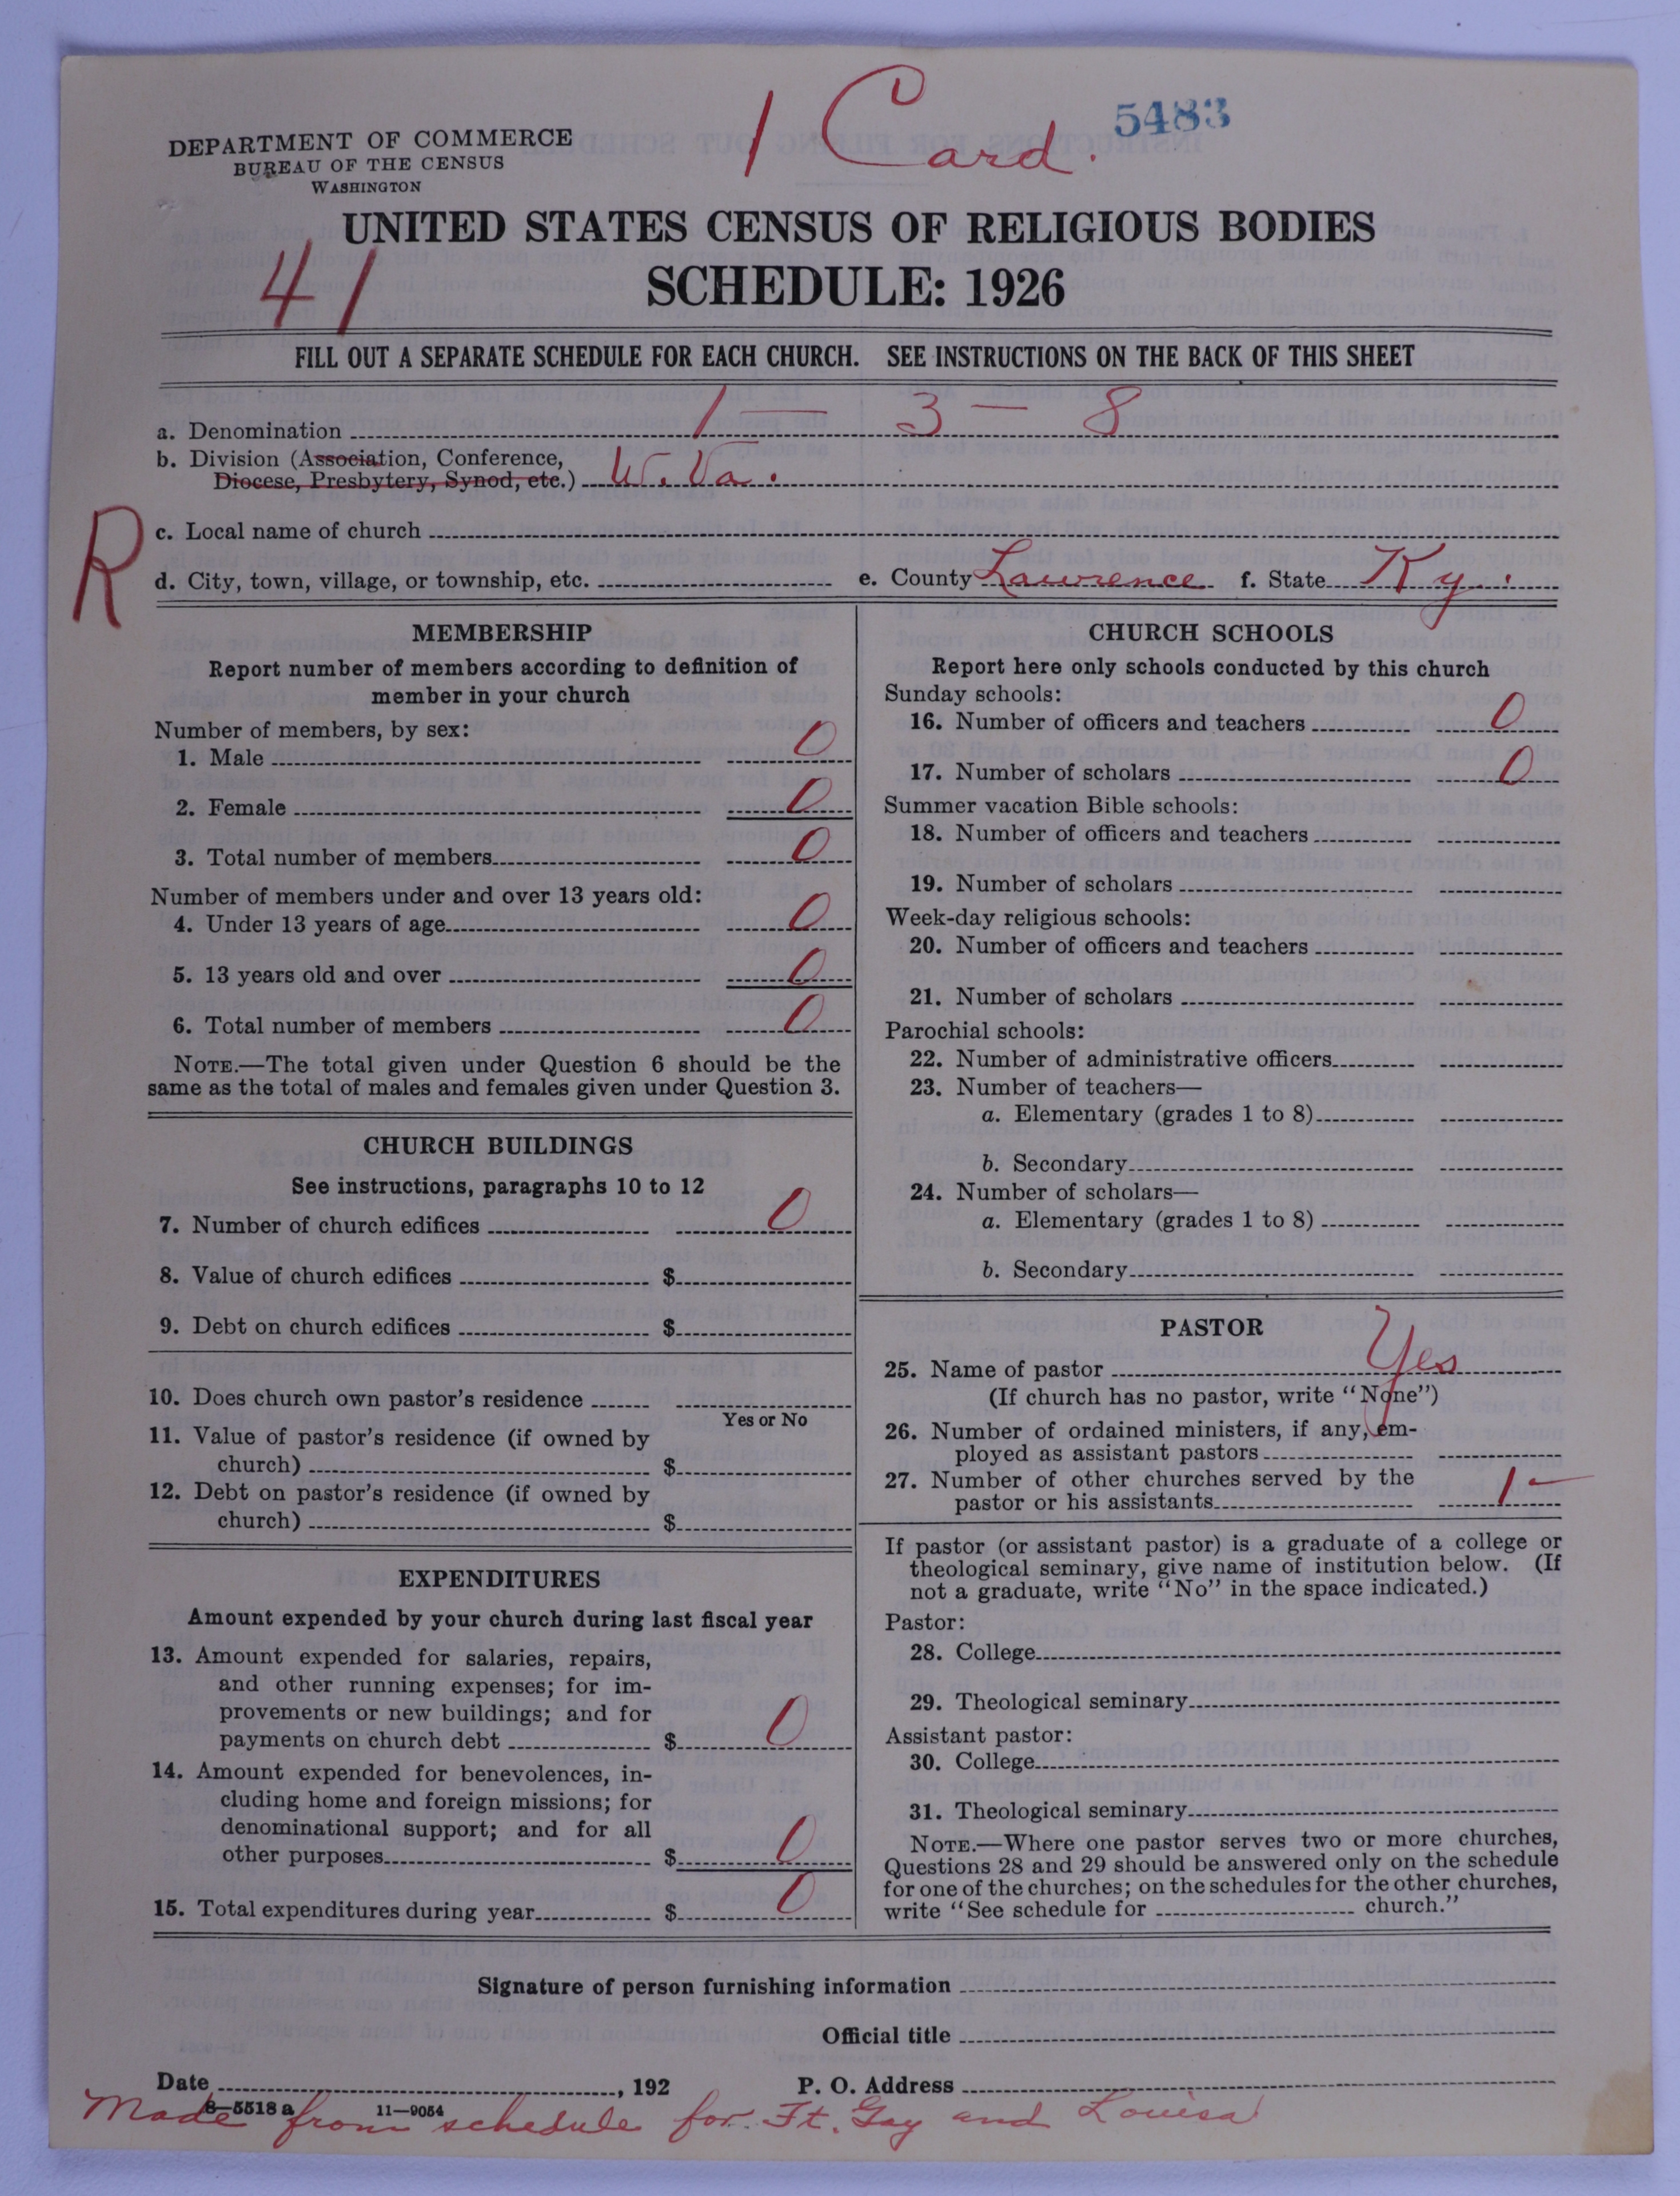 1 Card. 5483
DEPARTMENT OF COMMERCE
BUREAU OF THE CENSUS
WASHINGTON
UNITED STATES CENSUS OF RELIGIOUS BODIES
41
SCHEDULE: 1926
FILL OUT A SEPARATE SCHEDULE FOR EACH CHURCH. SEE INSTRUCTIONS ON THE BACK OF THIS SHEET
a. Denomination 1 — 3 — 8
b. Division (Association, Conference,
Diocese, Presbytery, Synod, etc.) W. Va.
R
c. Local name of church
d. City, town, village, or township, etc. e. County Lawrence f. State Ky.
MEMBERSHIP
Report number of members according to definition of
member in your church
Number of members, by sex:
1. Male 0
2. Female 0
3. Total number of members 0
Number of members under and over 13 years old:
4. Under 13 years of age 0
5. 13 years old and over 0
6. Total number of members 0
NOTE.—The total given under Question 6 should be the
same as the total of males and females given under Question 3.
CHURCH BUILDINGS
See instructions, paragraphs 10 to 12
7. Number of church edifices 0
8. Value of church edifices $
9. Debt on church edifices $
10. Does church own pastor's residence
Yes or No
11. Value of pastor's residence (if owned by
church) $
12. Debt on pastor's residence (if owned by
church) $
EXPENDITURES
Amount expended by your church during last fiscal year
13. Amount expended for salaries, repairs,
and other running expenses; for im-
provements or new buildings; and for
payments on church debt $ 0
14. Amount expended for benevolences, in-
cluding home and foreign missions; for
denominational support; and for all
other purposes $ 0
15. Total expenditures during year $ 0
CHURCH SCHOOLS
Report here only schools conducted by this church
Sunday schools:
16. Number of officers and teachers 0
17. Number of scholars 0
Summer vacation Bible schools:
18. Number of officers and teachers
19. Number of scholars
Week-day religious schools:
20. Number of officers and teachers
21. Number of scholars
Parochial schools:
22. Number of administrative officers
23. Number of teachers—
a. Elementary (grades 1 to 8)
b. Secondary
24. Number of scholars—
a. Elementary (grades 1 to 8)
b. Secondary
PASTOR
25. Name of pastor Yes
(If church has no pastor, write "None")
26. Number of ordained ministers, if any, em-
ployed as assistant pastors
27. Number of other churches served by the
pastor or his assistants 1 -
If pastor (or assistant pastor) is a graduate of a college or
theological seminary, give name of institution below. (If
not a graduate, write "No" in the space indicated.)
Pastor:
28. College
29. Theological seminary
Assistant pastor:
30. College
31. Theological seminary
NOTE.—Where one pastor serves two or more churches,
Questions 28 and 29 should be answered only on the schedule
for one of the churches; on the schedules for the other churches,
write "See schedule for church."
Signature of person furnishing information
Official title
Date , 192 P. O. Address
8—5518 a 11—9054
Made from schedule for Ft. Gay and Louisa